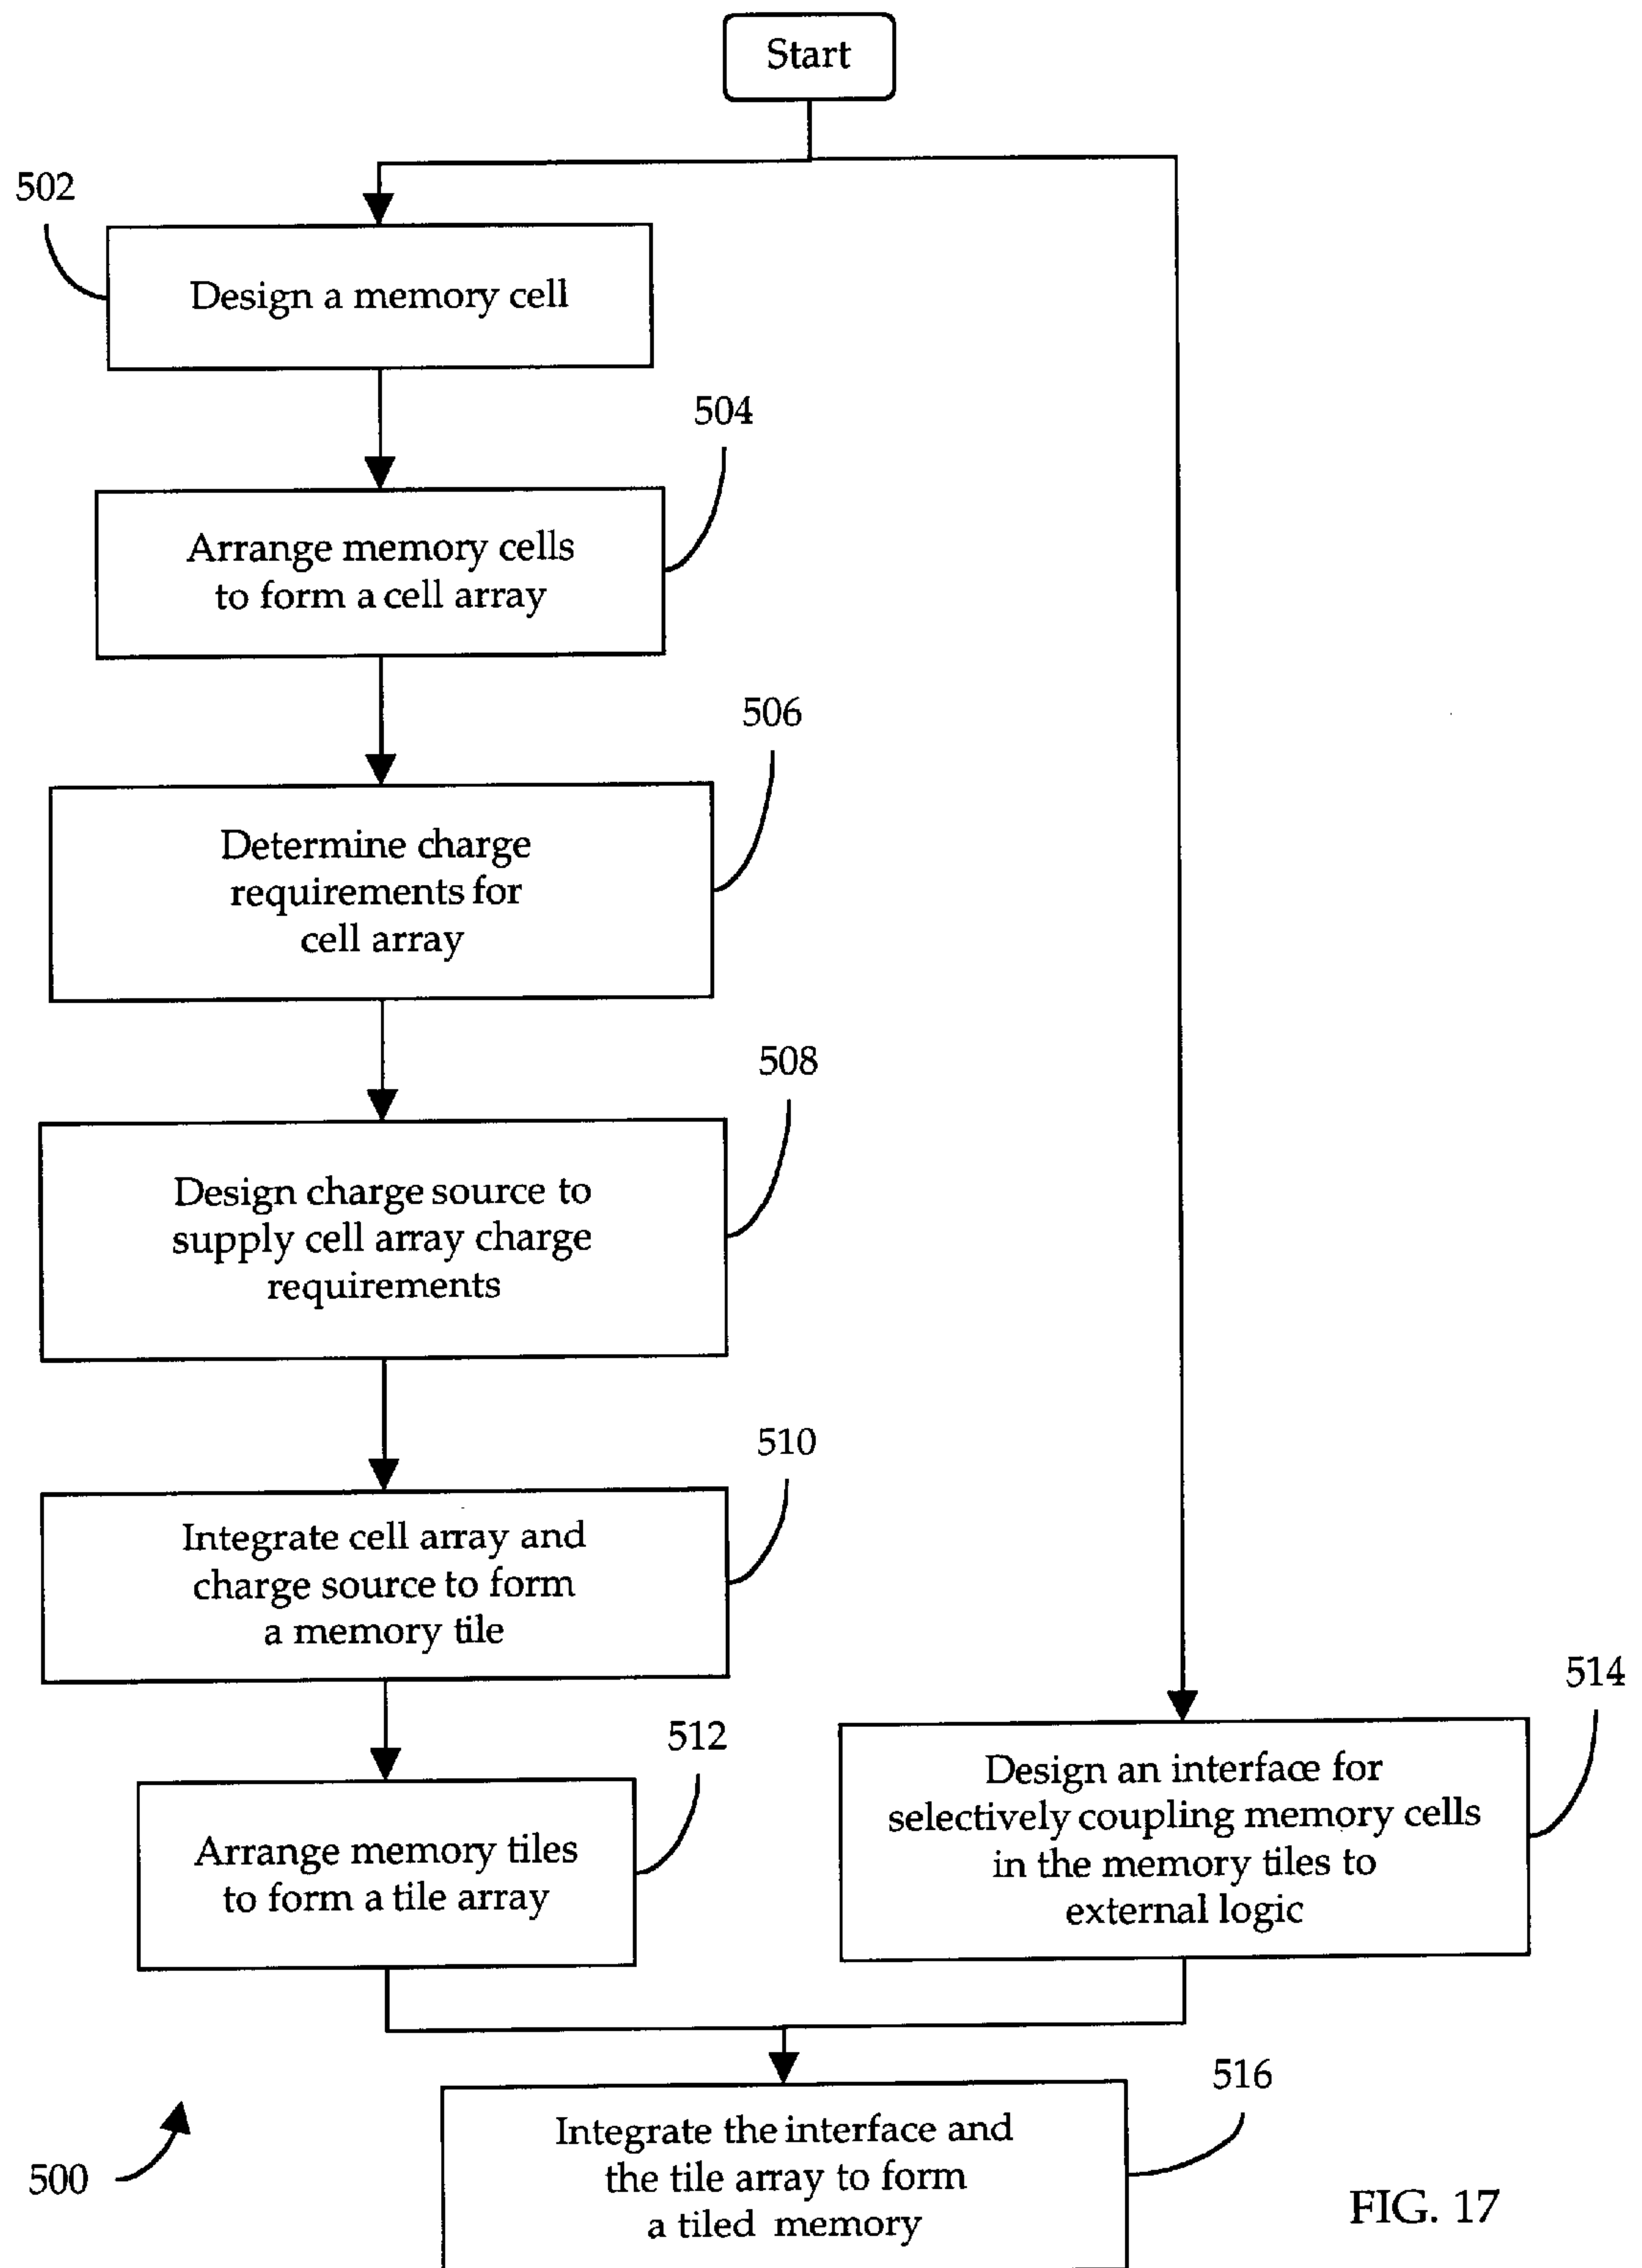 Start
502
Design a memory cell
504
Arrange memory cells
to form a cell array
506
Determine charge
requirements for
cell array
508
Design charge source to
supply cell array charge
requirements
510
Integrate cell array and
charge source to form
a memory tile
512
Arrange memory tiles
to form a tile array
514
Design an interface for
selectively coupling memory cells
in the memory tiles to
external logic
516
Integrate the interface and
the tile array to form
a tiled memory
500
FIG. 17